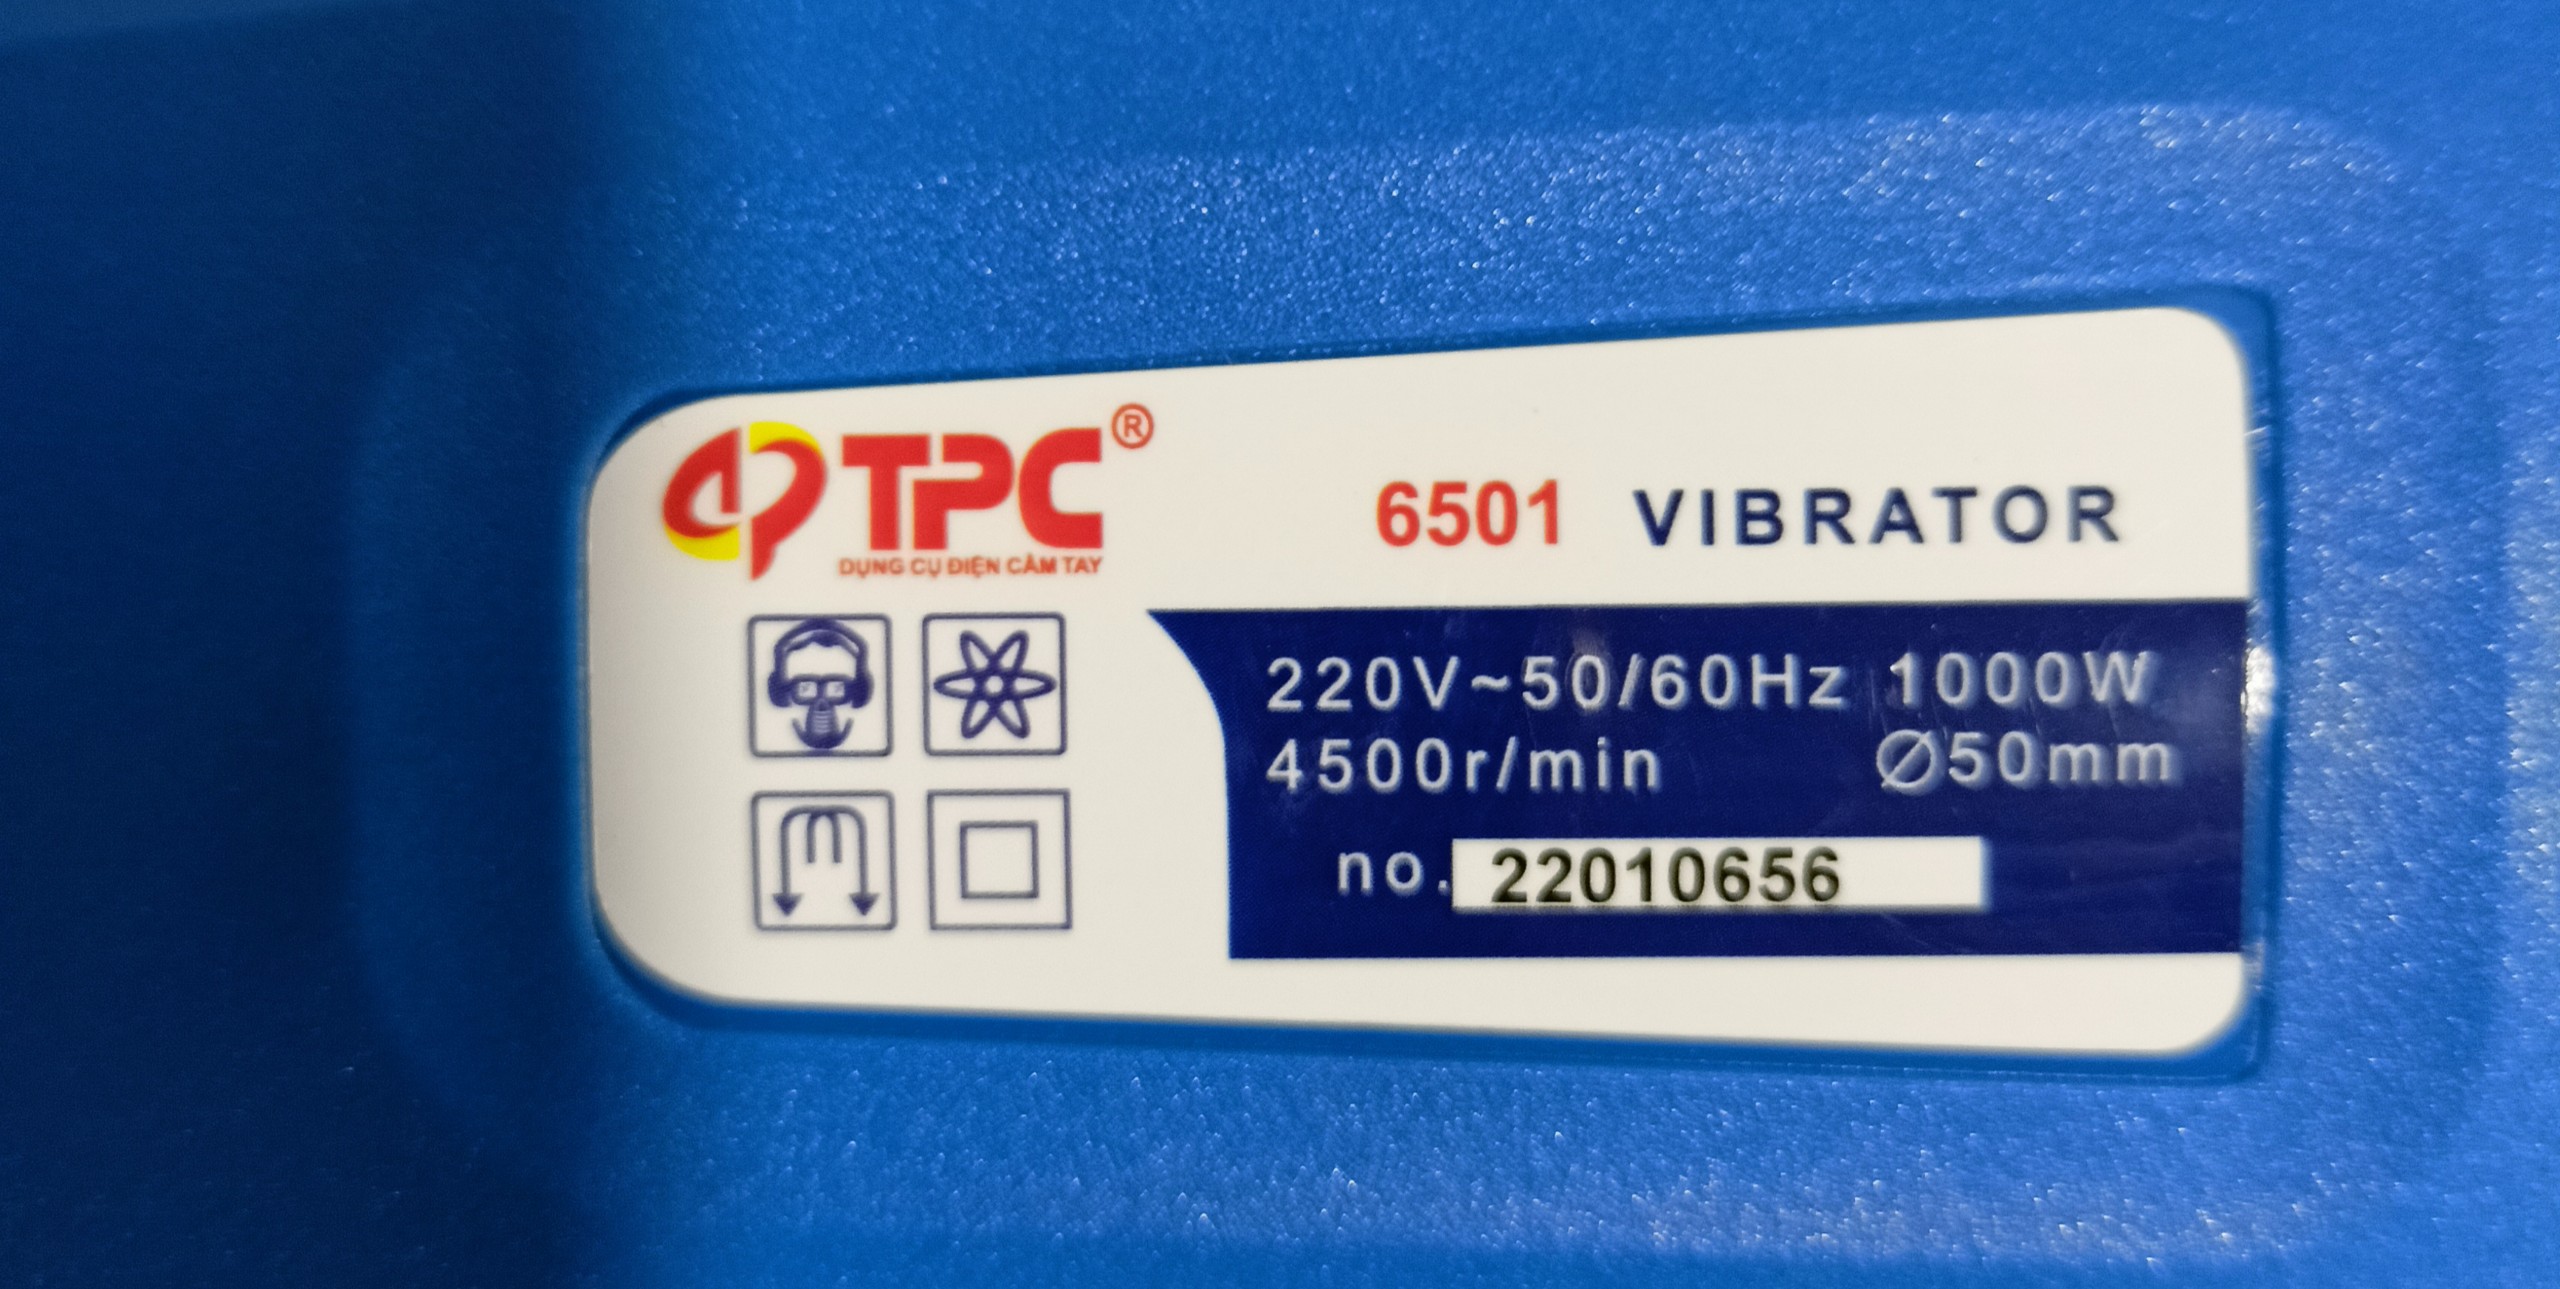 TPC®
DỤNG CỤ ĐIỆN CẦM TAY
6501 VIBRATOR
220V~50/60Hz 1000W
4500r/min Ø50mm
no. 22010656